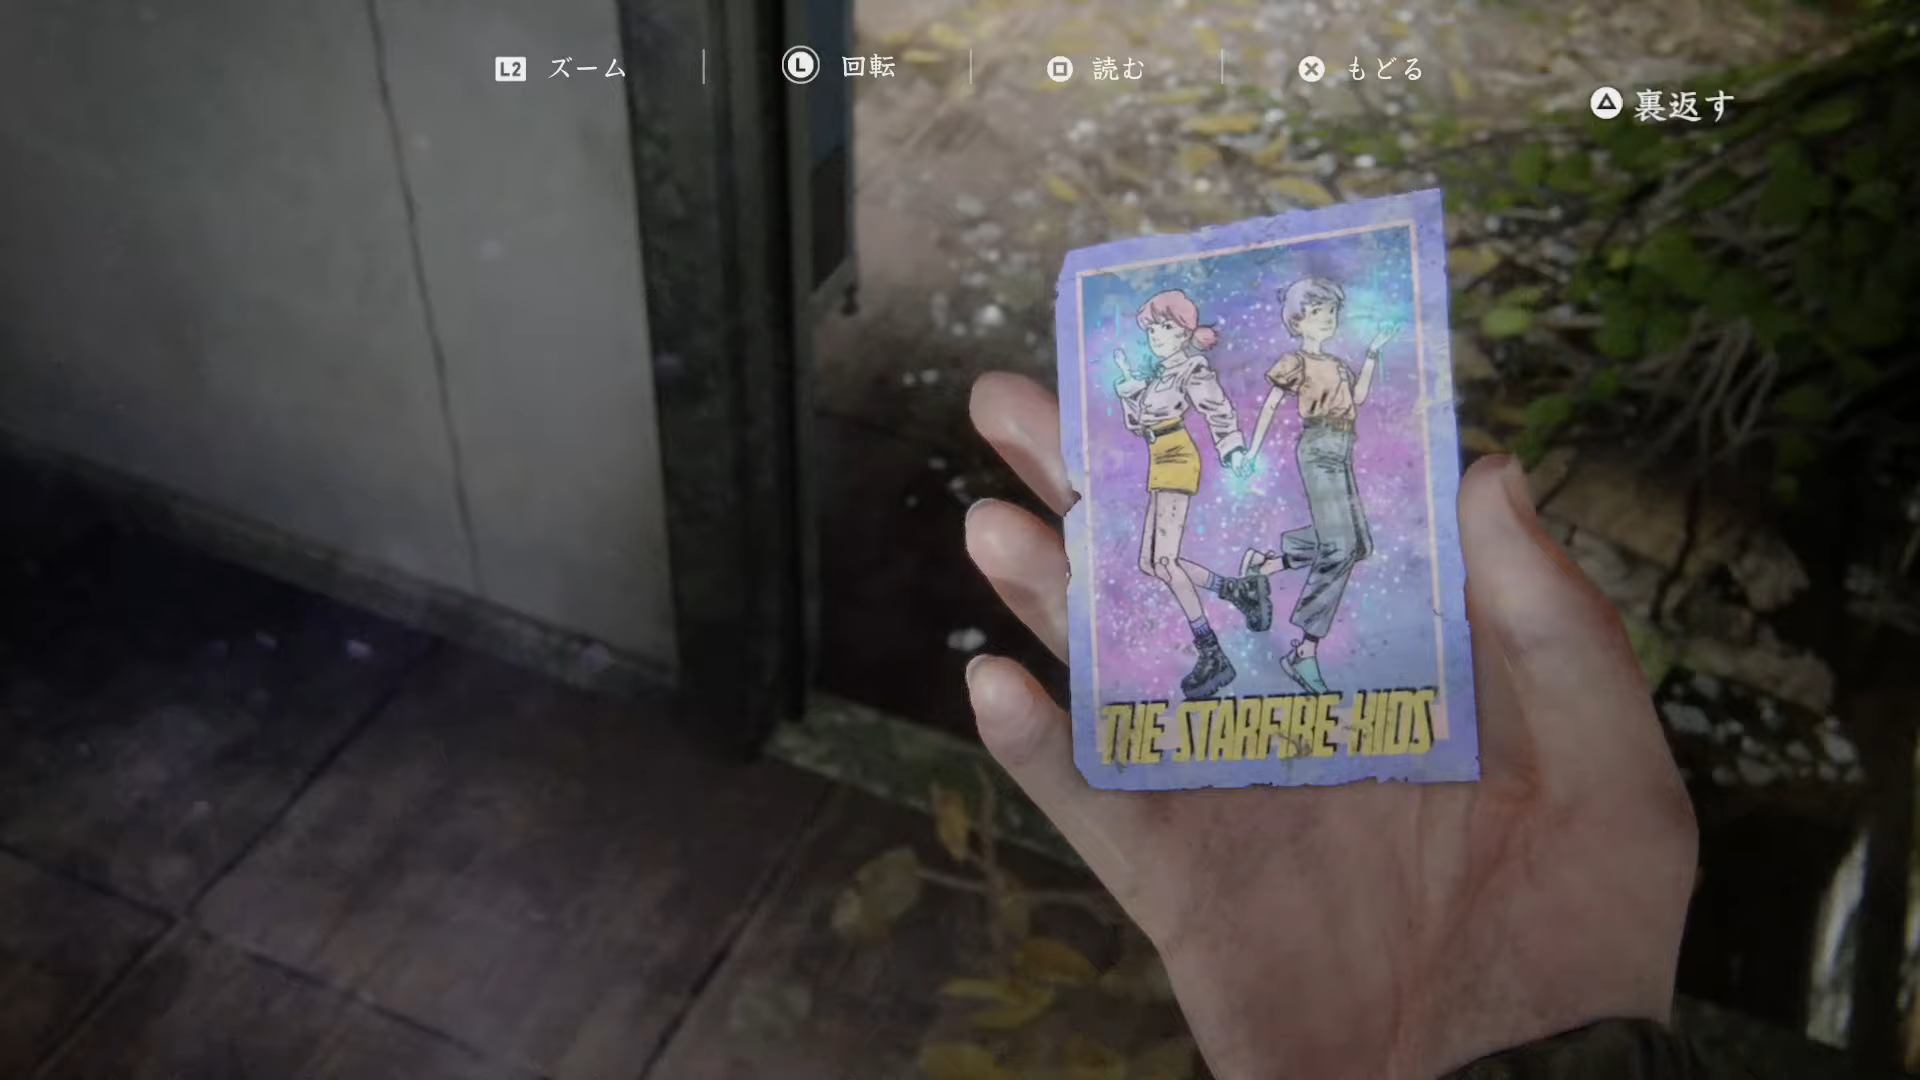 L2 ズーム
L 回転
読む
もどる
裏返す
THE STARFIRE KIDS